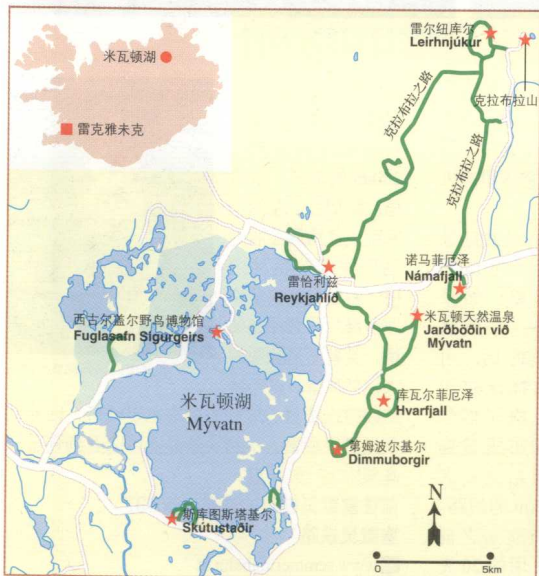 米瓦顿湖
雷克雅未克
雷尔纽库尔
Leirhnjúkur
克拉布拉山
克拉布拉之路
克拉布拉之路
雷恰利兹
Reykjahlíð
诺马菲厄泽
Námafjall
西古尔盖尔野鸟博物馆
Fuglasafn Sigurgeirs
米瓦顿天然温泉
Jarðböðin við
Mývatn
米瓦顿湖
Mývatn
库瓦尔菲厄泽
Hvarfjall
第姆波尔基尔
Dimmuborgir
斯库图斯塔基尔
Skútustaðir
N
0
5km